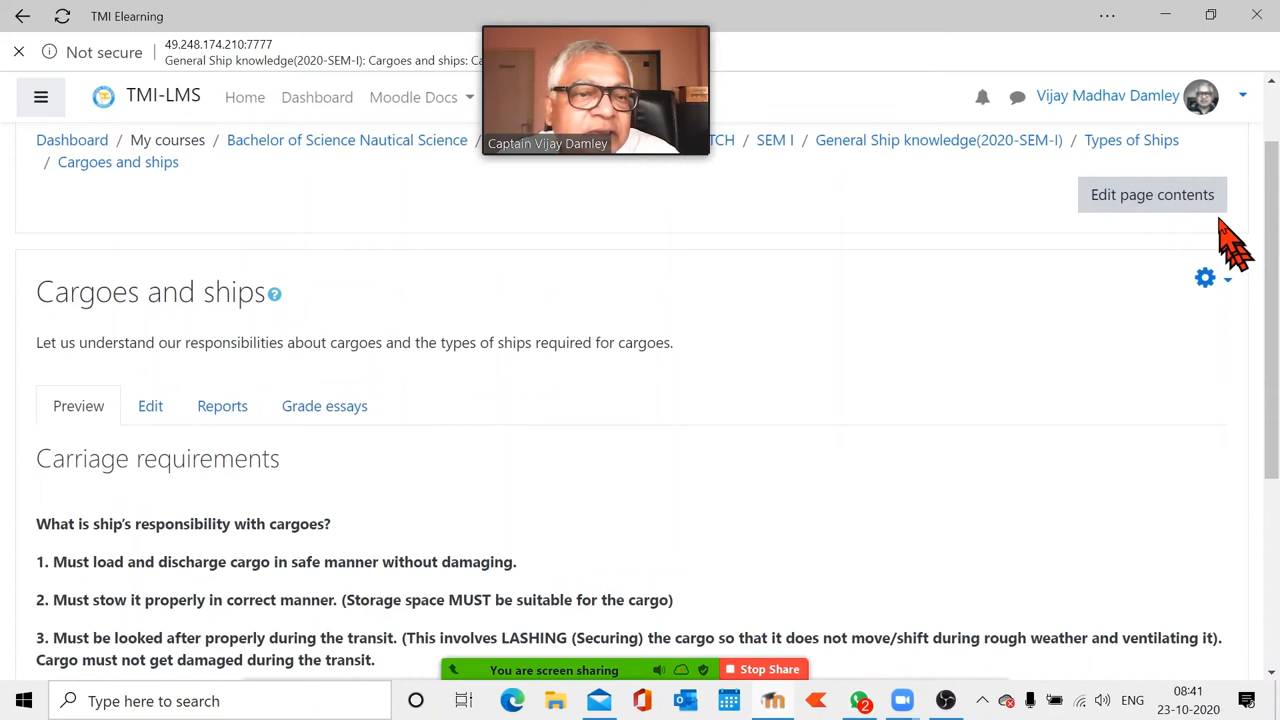 TMI Elearning
Not secure
49.248.174.210:7777
General Ship knowledge(2020-SEM-I): Cargoes and ships: Ca
TMI-LMS
Home
Dashboard
Moodle Docs
Vijay Madhav Damley
Captain Vijay Damley
Dashboard / My courses / Bachelor of Science Nautical Science / TCH / SEM I / General Ship knowledge(2020-SEM-I) / Types of Ships
/ Cargoes and ships
Edit page contents
Cargoes and ships
Let us understand our responsibilities about cargoes and the types of ships required for cargoes.
Preview
Edit
Reports
Grade essays
Carriage requirements
What is ship's responsibility with cargoes?
1. Must load and discharge cargo in safe manner without damaging.
2. Must stow it properly in correct manner. (Storage space MUST be suitable for the cargo)
3. Must be looked after properly during the transit. (This involves LASHING (Securing) the cargo so that it does not move/shift during rough weather and ventilating it).
Cargo must not get damaged during the transit.
You are screen sharing
Stop Share
Type here to search
2
ENG
08:41
23-10-2020